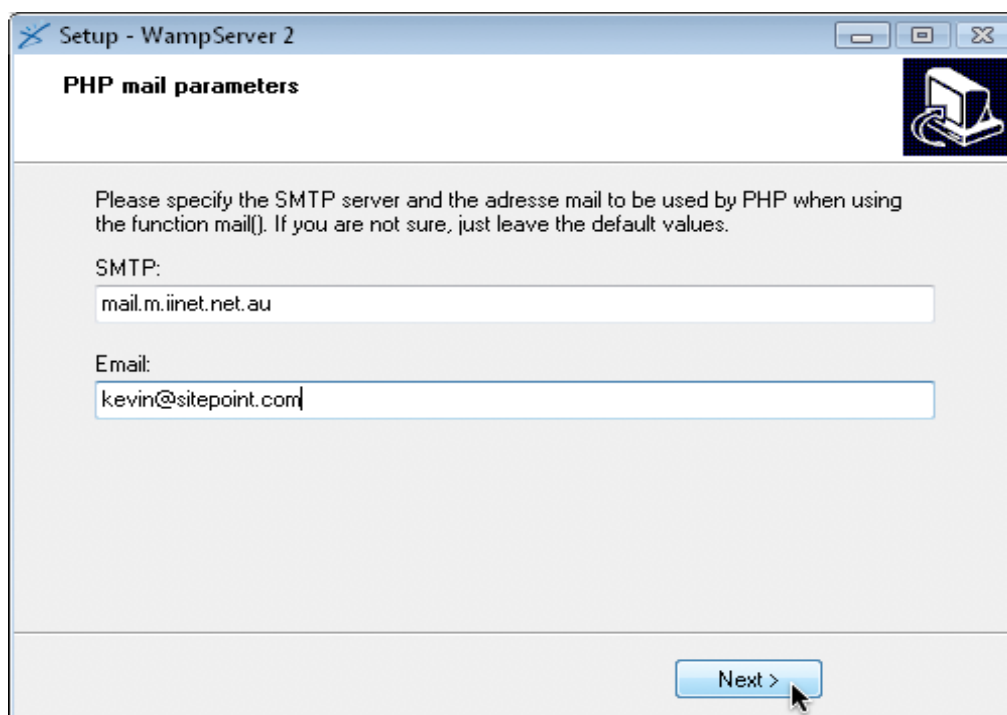 Setup - WampServer 2
PHP mail parameters
Please specify the SMTP server and the adresse mail to be used by PHP when using
the function mail(). If you are not sure, just leave the default values.
SMTP:
mail.m.iinet.net.au
Email:
kevin@sitepoint.com
Next >